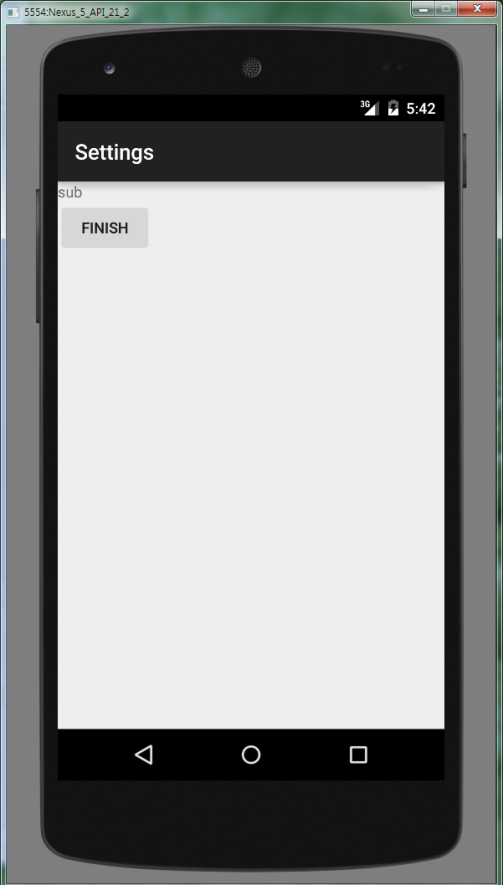 5554:Nexus_5_API_21_2
3G 5:42
Settings
sub
FINISH